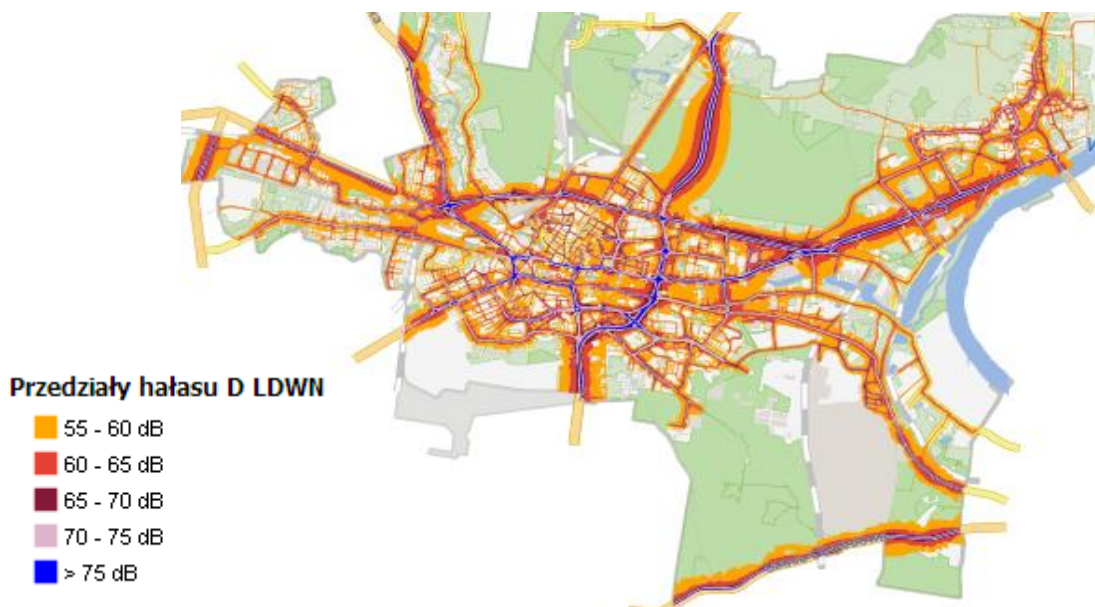 Przedziały hałasu D LDWN
55 - 60 dB
60 - 65 dB
65 - 70 dB
70 - 75 dB
> 75 dB